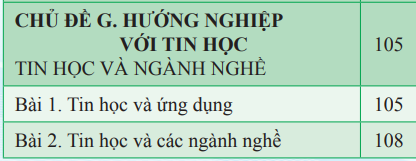 CHỦ ĐỀ G. HƯỚNG NGHIỆP
VỚI TIN HỌC 105
TIN HỌC VÀ NGÀNH NGHỀ
Bài 1. Tin học và ứng dụng 105
Bài 2. Tin học và các ngành nghề 108